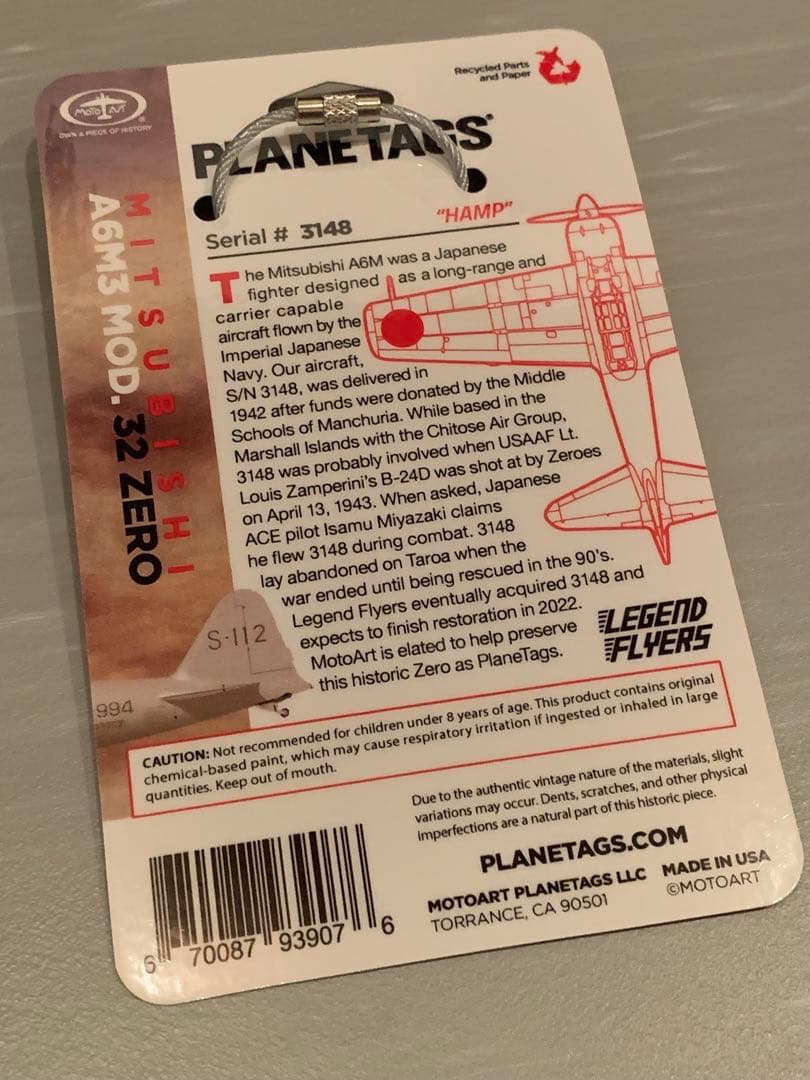 MotoArt
®
OWN A PIECE OF HISTORY
Recycled Parts
and Paper
PLANETAGS®
MITSUBISHI
A6M3 MOD. 32 ZERO
Serial # 3148
"HAMP"
The Mitsubishi A6M was a Japanese
fighter designed as a long-range and
carrier capable
aircraft flown by the
Imperial Japanese
Navy. Our aircraft,
S/N 3148, was delivered in
1942 after funds were donated by the Middle
Schools of Manchuria. While based in the
Marshall Islands with the Chitose Air Group,
3148 was probably involved when USAAF Lt.
Louis Zamperini's B-24D was shot at by Zeroes
on April 13, 1943. When asked, Japanese
ACE pilot Isamu Miyazaki claims
he flew 3148 during combat. 3148
lay abandoned on Taroa when the
war ended until being rescued in the 90's.
Legend Flyers eventually acquired 3148 and
expects to finish restoration in 2022.
MotoArt is elated to help preserve
this historic Zero as PlaneTags.
LEGEND
FLYERS
S-112
994
CAUTION: Not recommended for children under 8 years of age. This product contains original
chemical-based paint, which may cause respiratory irritation if ingested or inhaled in large
quantities. Keep out of mouth.
Due to the authentic vintage nature of the materials, slight
variations may occur. Dents, scratches, and other physical
imperfections are a natural part of this historic piece.
PLANETAGS.COM
MOTOART PLANETAGS LLC MADE IN USA
TORRANCE, CA 90501 ©MOTOART
6 70087 93907 6